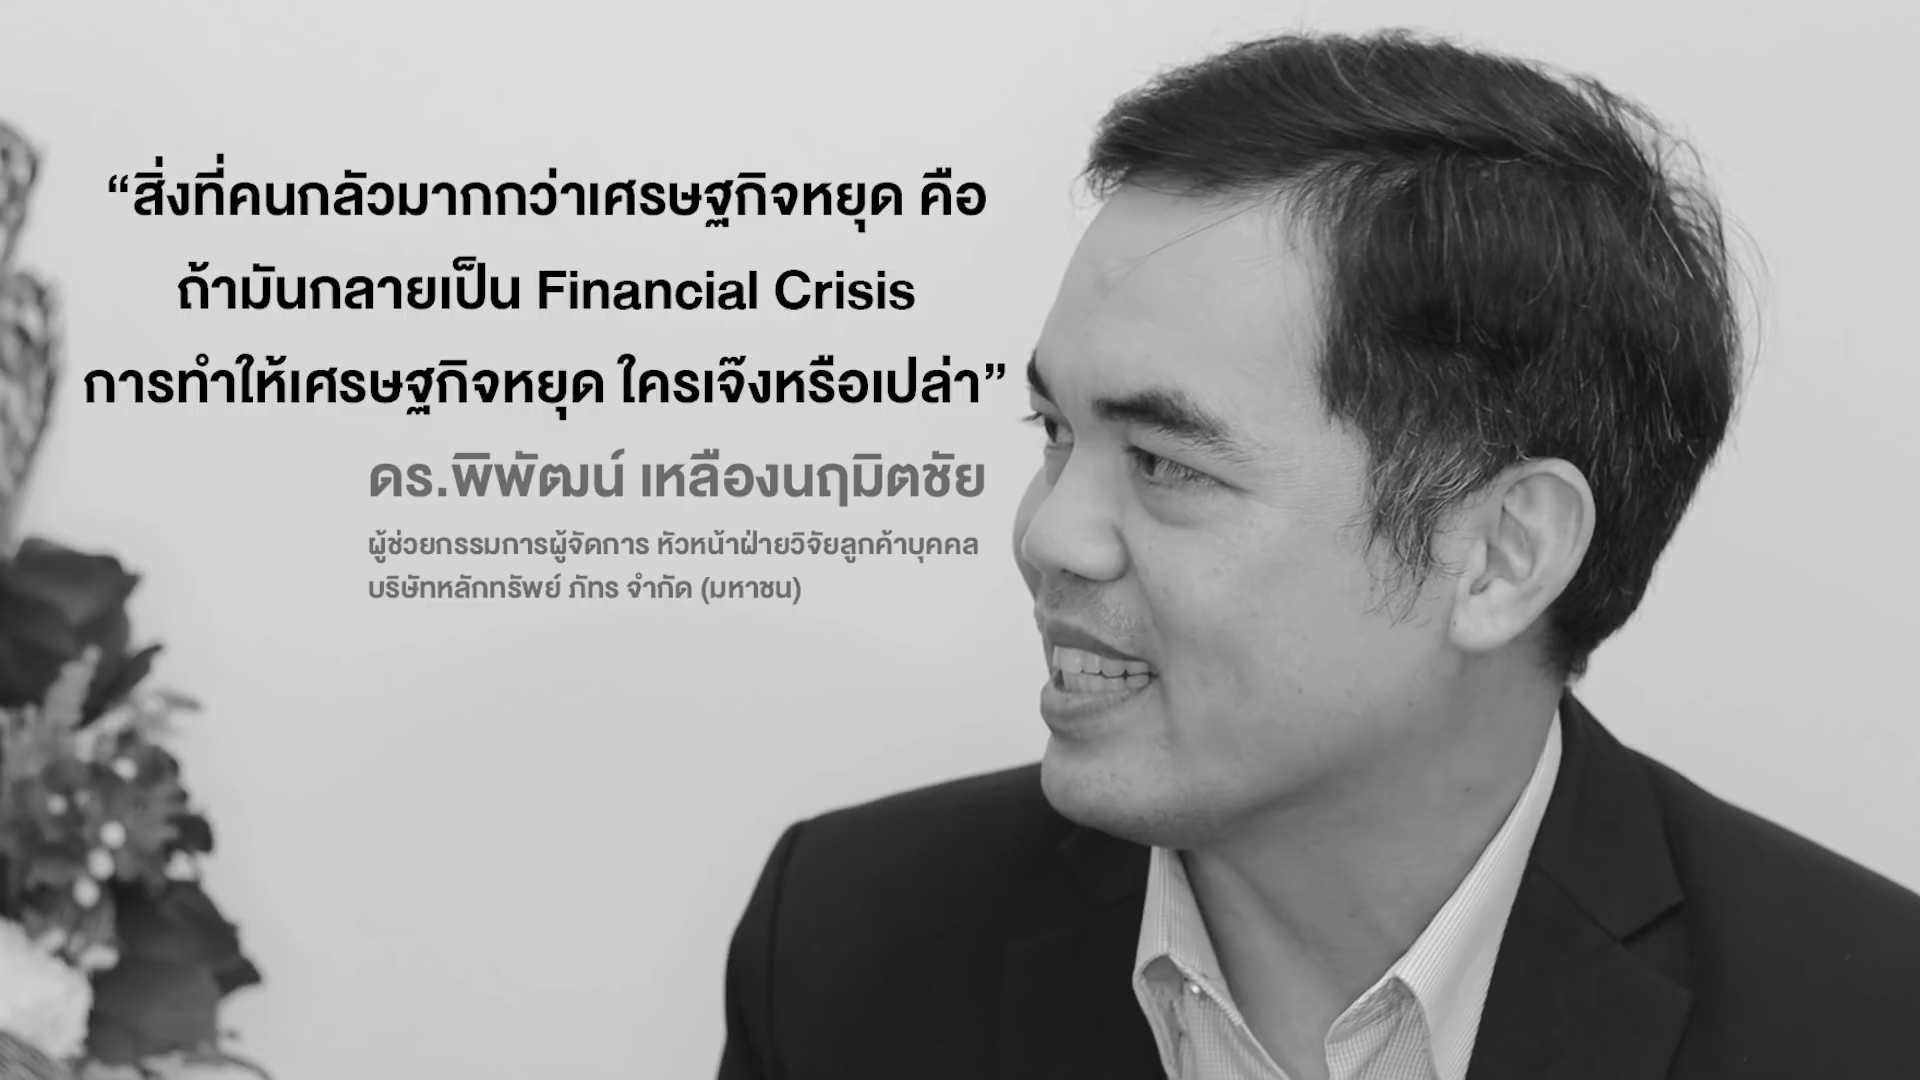 “สิ่งที่คนกลัวมากกว่าเศรษฐกิจหยุด คือ
ถ้ามันกลายเป็น Financial Crisis
การทำให้เศรษฐกิจหยุด ใครเจ๊งหรือเปล่า”
ดร.พิพัฒน์ เหลืองนฤมิตชัย
ผู้ช่วยกรรมการผู้จัดการ หัวหน้าฝ่ายวิจัยลูกค้าบุคคล
บริษัทหลักทรัพย์ ภัทร จำกัด (มหาชน)